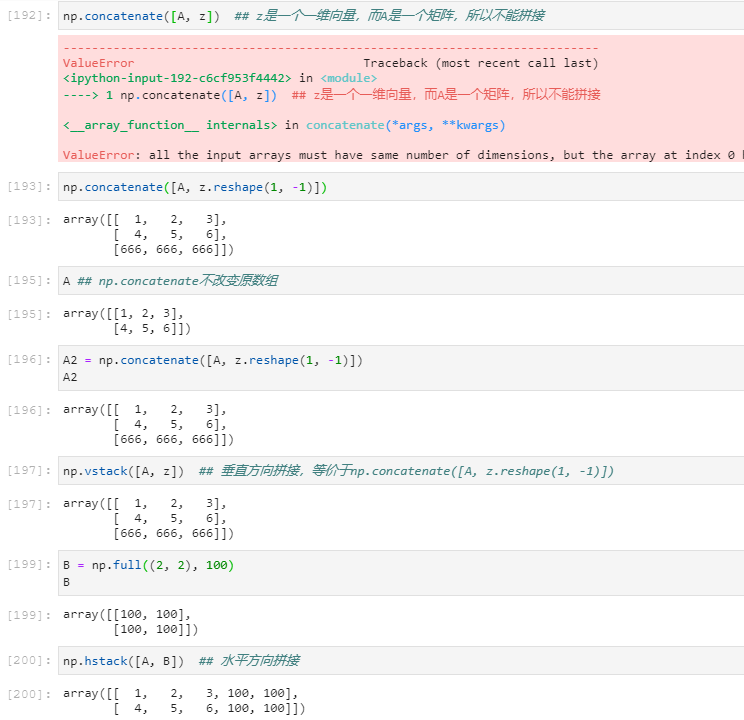 [192]: np.concatenate([A, z])  ## z是一个一维向量，而A是一个矩阵，所以不能拼接
---------------------------------------------------------------------------
ValueError                                Traceback (most recent call last)
<ipython-input-192-c6cf953f4442> in <module>
----> 1 np.concatenate([A, z])  ## z是一个一维向量，而A是一个矩阵，所以不能拼接
<__array_function__ internals> in concatenate(*args, **kwargs)
ValueError: all the input arrays must have same number of dimensions, but the array at index 0
[193]: np.concatenate([A, z.reshape(1, -1)])
[193]: array([[  1,   2,   3],
       [  4,   5,   6],
       [666, 666, 666]])
[195]: A ## np.concatenate不改变原数组
[195]: array([[1, 2, 3],
       [4, 5, 6]])
[196]: A2 = np.concatenate([A, z.reshape(1, -1)])
A2
[196]: array([[  1,   2,   3],
       [  4,   5,   6],
       [666, 666, 666]])
[197]: np.vstack([A, z])  ## 垂直方向拼接，等价于np.concatenate([A, z.reshape(1, -1)])
[197]: array([[  1,   2,   3],
       [  4,   5,   6],
       [666, 666, 666]])
[199]: B = np.full((2, 2), 100)
B
[199]: array([[100, 100],
       [100, 100]])
[200]: np.hstack([A, B])  ## 水平方向拼接
[200]: array([[  1,   2,   3, 100, 100],
       [  4,   5,   6, 100, 100]])